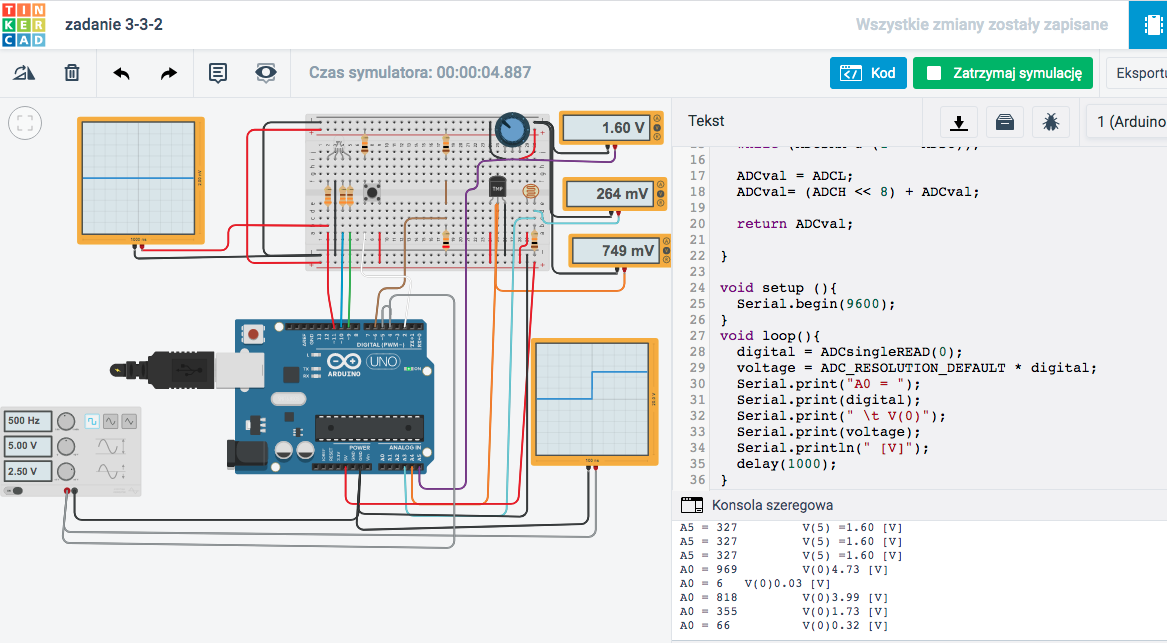 TIN
KER
CAD
zadanie 3-3-2
Wszystkie zmiany zostały zapisane
Czas symulatora: 00:00:04.887
Kod
Zatrzymaj symulację
Eksportu
1.60 V
264 mV
749 mV
TMP
DIGITAL (PWM~)
UNO
ARDUINO
POWER
ANALOG IN
500 Hz
5.00 V
2.50 V
Tekst
1 (Arduino
16
17 ADCval = ADCL;
18 ADCval= (ADCH << 8) + ADCval;
19
20 return ADCval;
21
22 }
23
24 void setup (){
25 Serial.begin(9600);
26 }
27 void loop(){
28 digital = ADCsingleREAD(0);
29 voltage = ADC_RESOLUTION_DEFAULT * digital;
30 Serial.print("A0 = ");
31 Serial.print(digital);
32 Serial.print(" \t V(0)");
33 Serial.print(voltage);
34 Serial.println(" [V]");
35 delay(1000);
36 }
Konsola szeregowa
A5 = 327 V(5) =1.60 [V]
A5 = 327 V(5) =1.60 [V]
A5 = 327 V(5) =1.60 [V]
A0 = 969 V(0)4.73 [V]
A0 = 6 V(0)0.03 [V]
A0 = 818 V(0)3.99 [V]
A0 = 355 V(0)1.73 [V]
A0 = 66 V(0)0.32 [V]